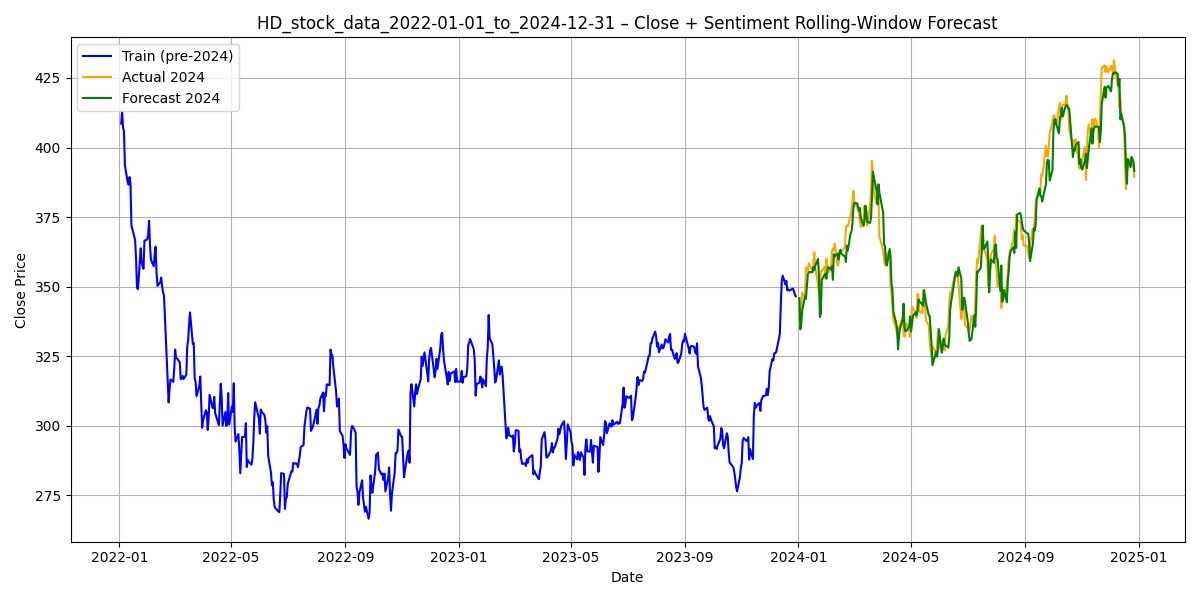 HD_stock_data_2022-01-01_to_2024-12-31 – Close + Sentiment Rolling-Window Forecast
Train (pre-2024)
Actual 2024
Forecast 2024
Close Price
425
400
375
350
325
300
275
2022-01 2022-05 2022-09 2023-01 2023-05 2023-09 2024-01 2024-05 2024-09 2025-01
Date